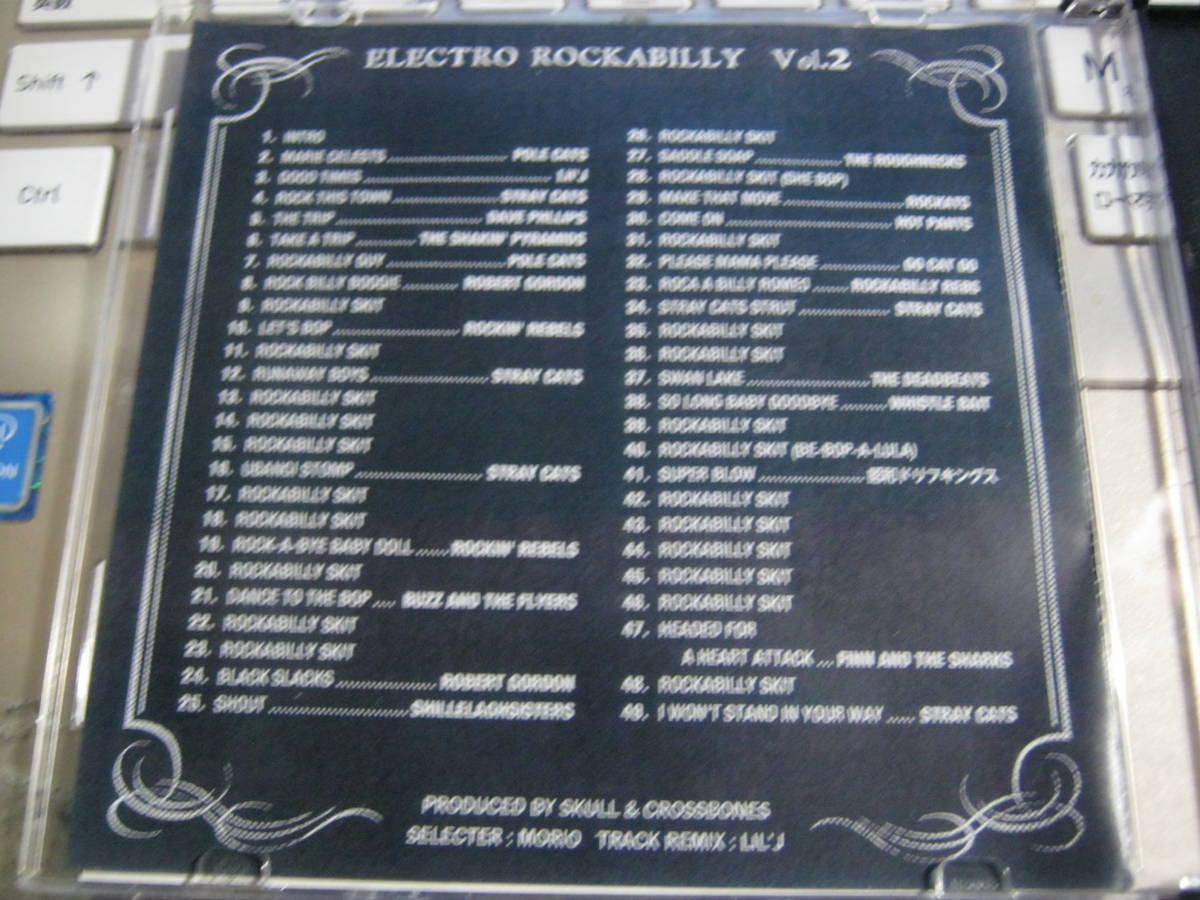 Shift ↑
Ctrl
M
ELECTRO ROCKABILLY Vol.2
1. INTRO
2. MARIE CELESTE .......... POLE CATS
3. GOOD TIMES .......... LIL'J
4. ROCK THIS TOWN .......... STRAY CATS
5. THE TRIP .......... DAVE PHILLIPS
6. TAKE A TRIP .......... THE SHAKIN' PYRAMIDS
7. ROCKABILLY GUY .......... POLE CATS
8. ROCK BILLY BOOGIE .......... ROBERT GORDON
9. ROCKABILLY SKIT
10. LET'S BOP .......... ROCKIN' REBELS
11. ROCKABILLY SKIT
12. RUNAWAY BOYS .......... STRAY CATS
13. ROCKABILLY SKIT
14. ROCKABILLY SKIT
15. ROCKABILLY SKIT
16. UBANGI STOMP .......... STRAY CATS
17. ROCKABILLY SKIT
18. ROCKABILLY SKIT
19. ROCK-A-BYE BABY DOLL ...... ROCKIN' REBELS
20. ROCKABILLY SKIT
21. DANCE TO THE BOP .... BUZZ AND THE FLYERS
22. ROCKABILLY SKIT
23. ROCKABILLY SKIT
24. BLACK SLACKS .......... ROBERT GORDON
25. SHOUT .......... SHILLELAGHSISTERS
26. ROCKABILLY SKIT
27. SADDLE SOAP .......... THE ROUGHNECKS
28. ROCKABILLY SKIT (SHE BOP)
29. MAKE THAT MOVE .......... ROCKATS
30. COME ON .......... HOT PANTS
31. ROCKABILLY SKIT
32. PLEASE MAMA PLEASE .......... GO CAT GO
33. ROCA A BILLY ROMEO ...... ROCKABILLY REBS
34. STRAY CATS STRUT .......... STRAY CATS
35. ROCKABILLY SKIT
36. ROCKABILLY SKIT
37. SWAN LAKE .......... THE DEADBEATS
38. SO LONG BABY GOODBYE ........ WHISTLE BAIT
39. ROCKABILLY SKIT
40. ROCKABILLY SKIT (BE-BOP-A-LULA)
41. SUPER BLOW .......... 昭和ドリフキングス
42. ROCKABILLY SKIT
43. ROCKABILLY SKIT
44. ROCKABILLY SKIT
45. ROCKABILLY SKIT
46. ROCKABILLY SKIT
47. HEADED FOR
A HEART ATTACK ... FINN AND THE SHARKS
48. ROCKABILLY SKIT
49. I WON'T STAND IN YOUR WAY ..... STRAY CATS
PRODUCED BY SKULL & CROSSBONES
SELECTER : MORIO TRACK REMIX : LIL'J